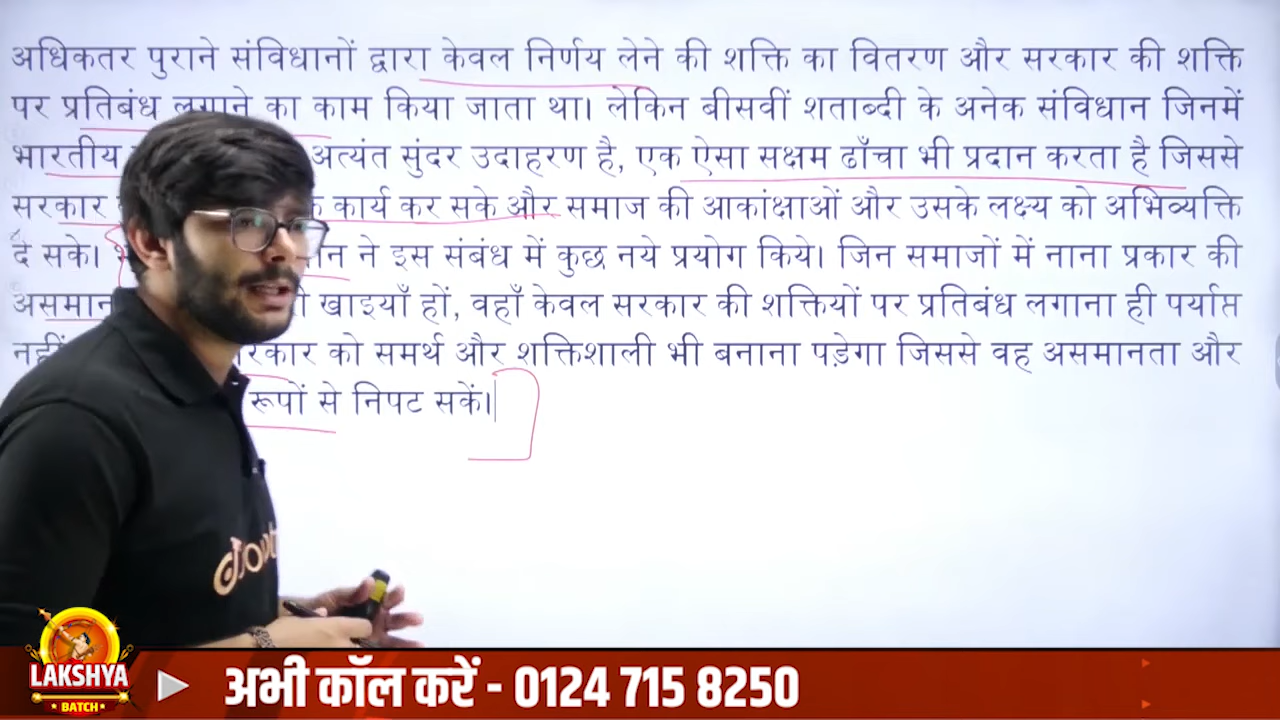 अधिकतर पुराने संविधानों द्वारा केवल निर्णय लेने की शक्ति का वितरण और सरकार की शक्ति
पर प्रतिबंध लगाने का काम किया जाता था। लेकिन बीसवीं शताब्दी के अनेक संविधान जिनमें
भारतीय अत्यंत सुंदर उदाहरण है, एक ऐसा सक्षम ढाँचा भी प्रदान करता है जिससे
सरकार कार्य कर सके और समाज की आकांक्षाओं और उसके लक्ष्य को अभिव्यक्ति
दे सके। ने इस संबंध में कुछ नये प्रयोग किये। जिन समाजों में नाना प्रकार की
खाइयाँ हों, वहाँ केवल सरकार की शक्तियों पर प्रतिबंध लगाना ही पर्याप्त
नहीं को समर्थ और शक्तिशाली भी बनाना पड़ेगा जिससे वह असमानता और
रूपों से निपट सकें।
LAKSHYA
BATCH
अभी कॉल करें - 0124 715 8250